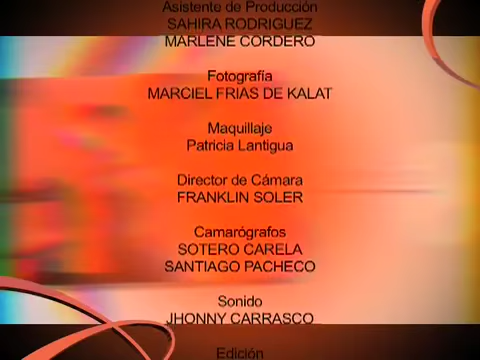 Asistente de Producción
SAHIRA RODRIGUEZ
MARLENE CORDERO
Fotografía
MARCIEL FRIAS DE KALAT
Maquillaje
Patricia Lantigua
Director de Cámara
FRANKLIN SOLER
Camarógrafos
SOTERO CARELA
SANTIAGO PACHECO
Sonido
JHONNY CARRASCO
Edición